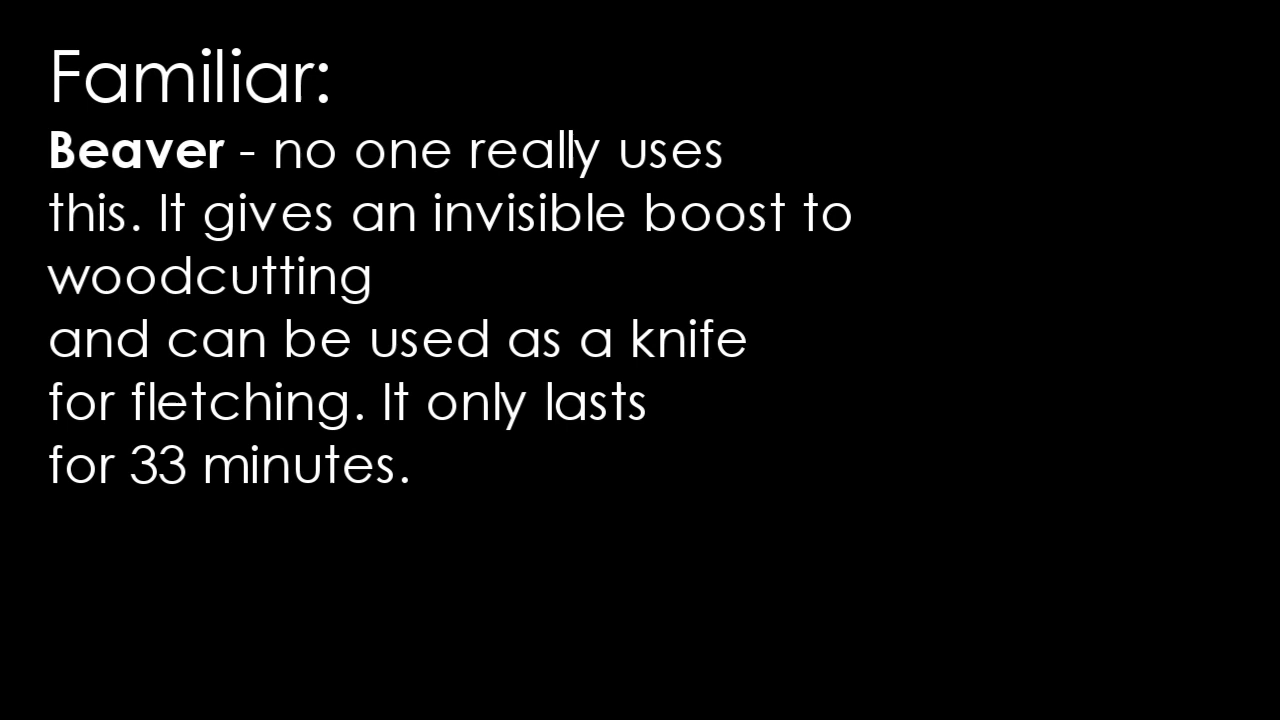 Familiar:
Beaver - no one really uses
this. It gives an invisible boost to
woodcutting
and can be used as a knife
for fletching. It only lasts
for 33 minutes.